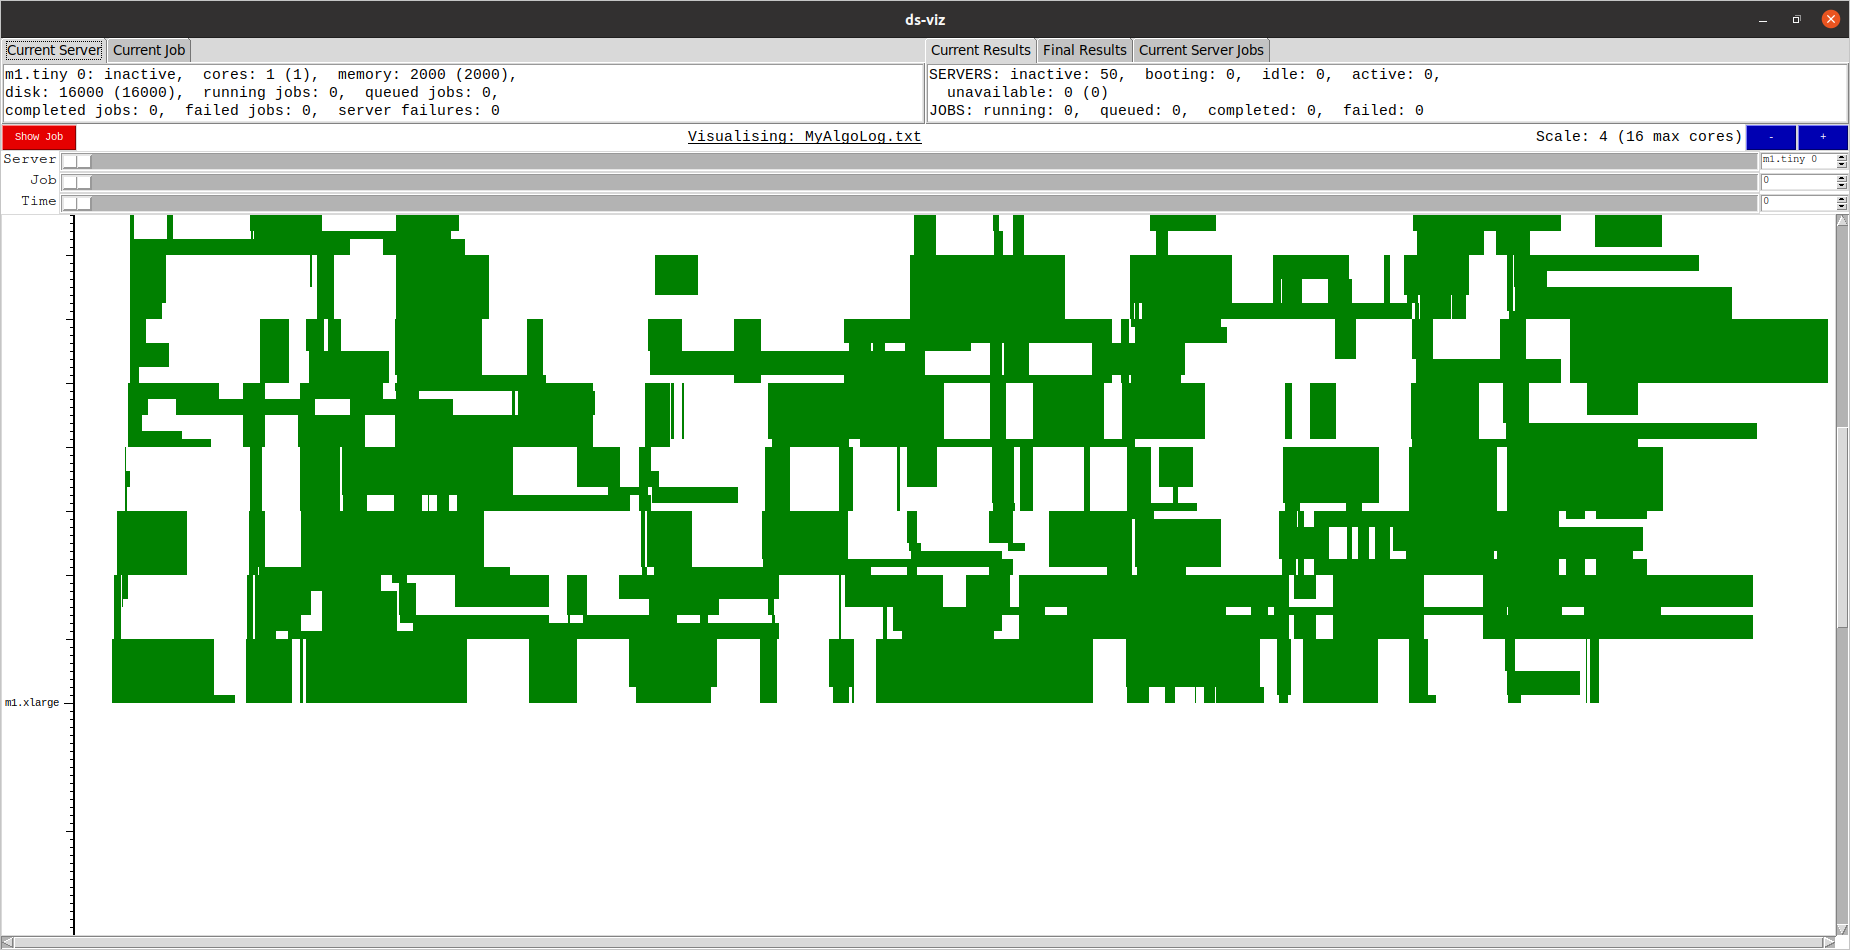 ds-viz
Current Server Current Job
Current Results Final Results Current Server Jobs
m1.tiny 0: inactive, cores: 1 (1), memory: 2000 (2000),
disk: 16000 (16000), running jobs: 0, queued jobs: 0,
completed jobs: 0, failed jobs: 0, server failures: 0
SERVERS: inactive: 50, booting: 0, idle: 0, active: 0,
unavailable: 0 (0)
JOBS: running: 0, queued: 0, completed: 0, failed: 0
Show Job
Visualising: MyAlgoLog.txt
Scale: 4 (16 max cores) - +
Server m1.tiny 0
Job 0
Time 0
m1.xlarge